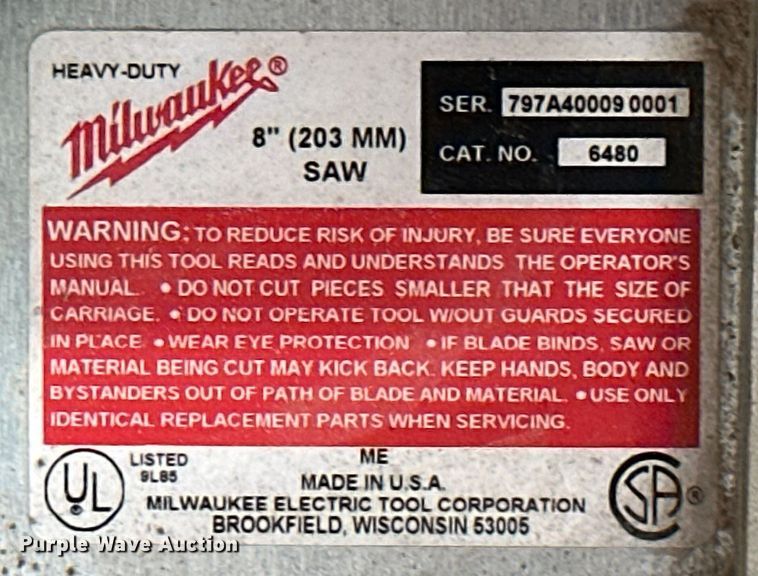 HEAVY-DUTY
Milwaukee®
8" (203 MM)
SAW
SER. 797A40009 0001
CAT. NO. 6480
WARNING: TO REDUCE RISK OF INJURY, BE SURE EVERYONE
USING THIS TOOL READS AND UNDERSTANDS THE OPERATOR'S
MANUAL. • DO NOT CUT PIECES SMALLER THAT THE SIZE OF
CARRIAGE. • DO NOT OPERATE TOOL W/OUT GUARDS SECURED
IN PLACE • WEAR EYE PROTECTION • IF BLADE BINDS, SAW OR
MATERIAL BEING CUT MAY KICK BACK. KEEP HANDS, BODY AND
BYSTANDERS OUT OF PATH OF BLADE AND MATERIAL. • USE ONLY
IDENTICAL REPLACEMENT PARTS WHEN SERVICING.
UL®
LISTED
9L85
ME
MADE IN U.S.A.
MILWAUKEE ELECTRIC TOOL CORPORATION
BROOKFIELD, WISCONSIN 53005
CSA®
Purple Wave Auction